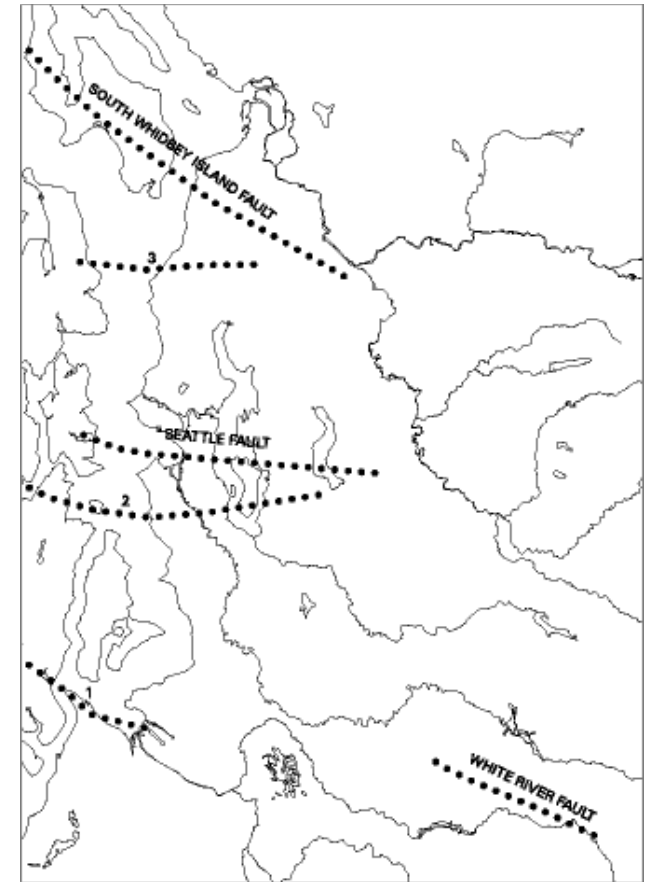 SOUTH WHIDBEY ISLAND FAULT
3
SEATTLE FAULT
2
1
WHITE RIVER FAULT